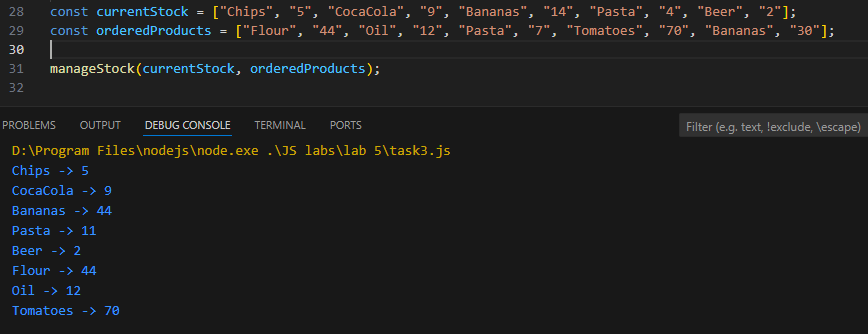 28 const currentStock = ["Chips", "5", "CocaCola", "9", "Bananas", "14", "Pasta", "4", "Beer", "2"];
29 const orderedProducts = ["Flour", "44", "Oil", "12", "Pasta", "7", "Tomatoes", "70", "Bananas", "30"];
30
31 manageStock(currentStock, orderedProducts);
32
PROBLEMS OUTPUT DEBUG CONSOLE TERMINAL PORTS Filter (e.g. text, !exclude, \escape)
D:\Program Files\nodejs\node.exe .\JS labs\lab 5\task3.js
Chips -> 5
CocaCola -> 9
Bananas -> 44
Pasta -> 11
Beer -> 2
Flour -> 44
Oil -> 12
Tomatoes -> 70